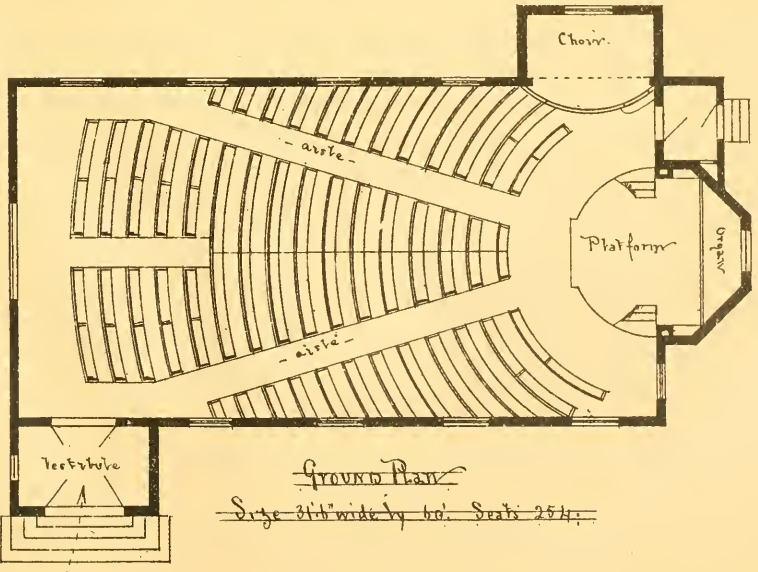 Choir.
- aisle -
Platform
Organ
- aisle -
Vestibule
Ground Plan
Size 31'6" wide by 60'. Seats 254.